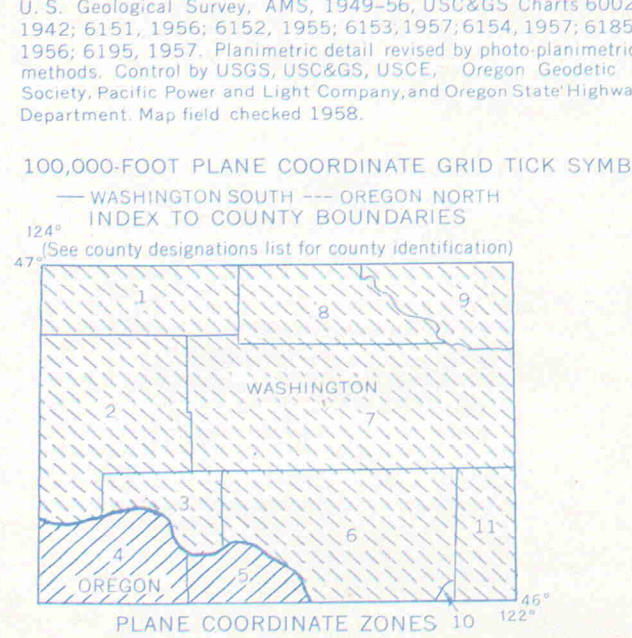 U. S. Geological Survey, AMS, 1949-56, USC&GS Charts 6002
1942; 6151, 1956; 6152, 1955; 6153, 1957; 6154, 1957; 6185
1956; 6195, 1957. Planimetric detail revised by photo-planimetric
methods. Control by USGS, USC&GS, USCE, Oregon Geodetic
Society, Pacific Power and Light Company, and Oregon State Highwa
Department. Map field checked 1958.
100,000-FOOT PLANE COORDINATE GRID TICK SYMB
— WASHINGTON SOUTH --- OREGON NORTH
INDEX TO COUNTY BOUNDARIES
124°
(See county designations list for county identification)
47°
1
8
9
WASHINGTON
2
7
3
6
11
4
OREGON
5
46°
PLANE COORDINATE ZONES 10 122°